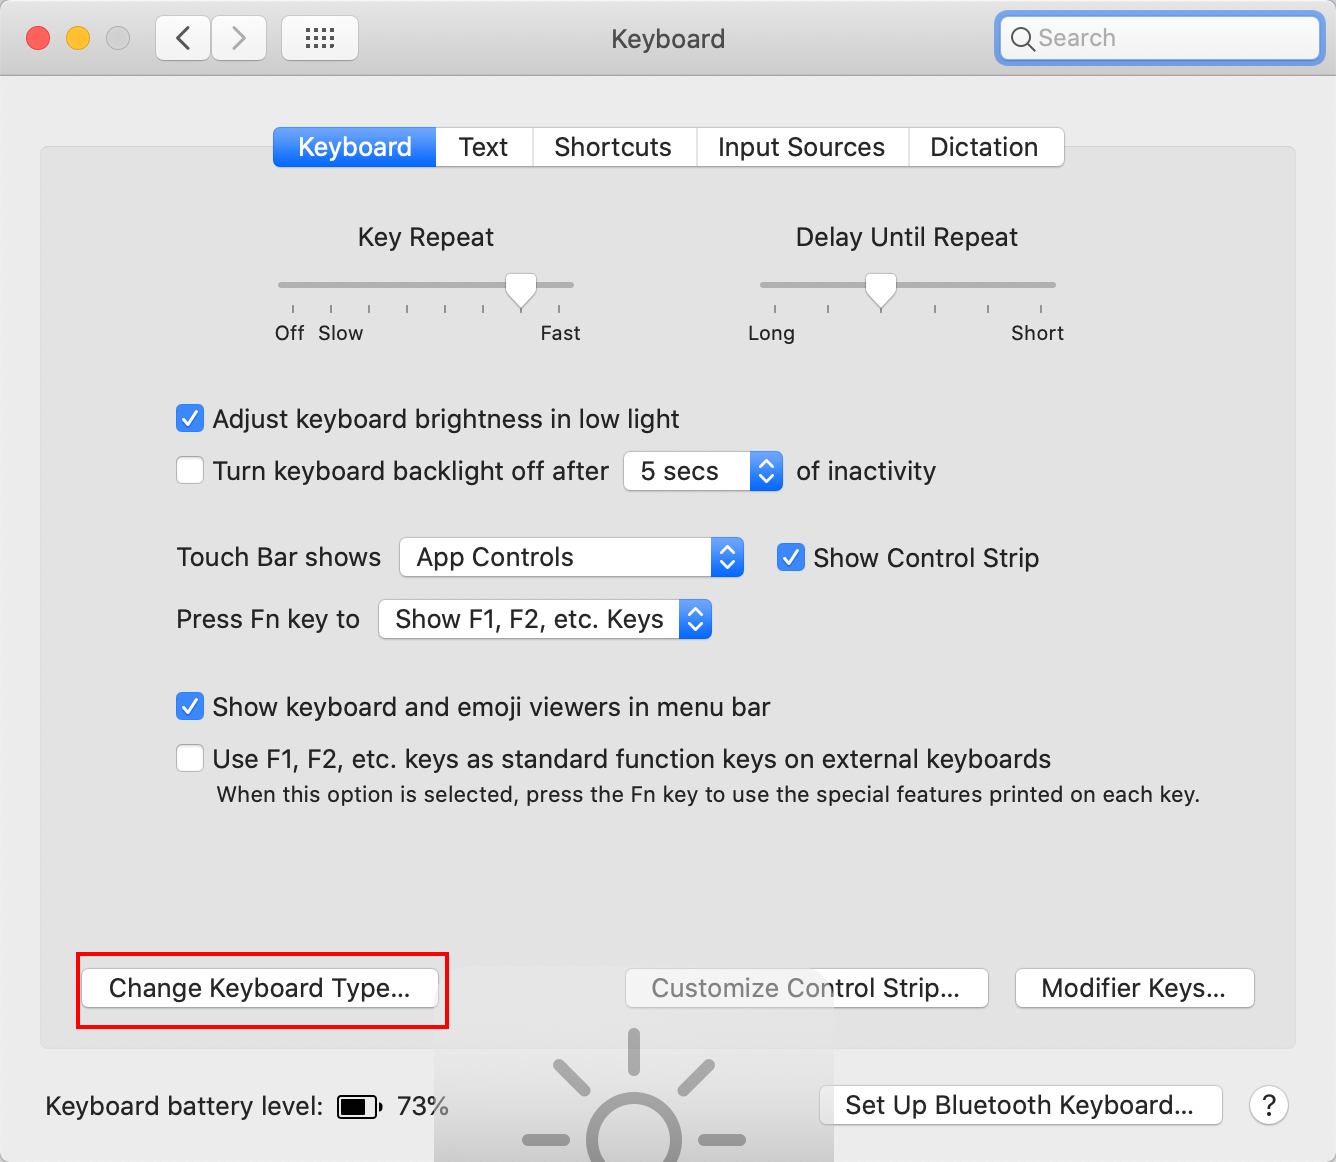 Keyboard
Search
Keyboard Text Shortcuts Input Sources Dictation
Key Repeat
Delay Until Repeat
Off Slow Fast
Long Short
Adjust keyboard brightness in low light
Turn keyboard backlight off after 5 secs of inactivity
Touch Bar shows App Controls Show Control Strip
Press Fn key to Show F1, F2, etc. Keys
Show keyboard and emoji viewers in menu bar
Use F1, F2, etc. keys as standard function keys on external keyboards
When this option is selected, press the Fn key to use the special features printed on each key.
Change Keyboard Type... Customize Control Strip... Modifier Keys...
Keyboard battery level: 73% Set Up Bluetooth Keyboard... ?